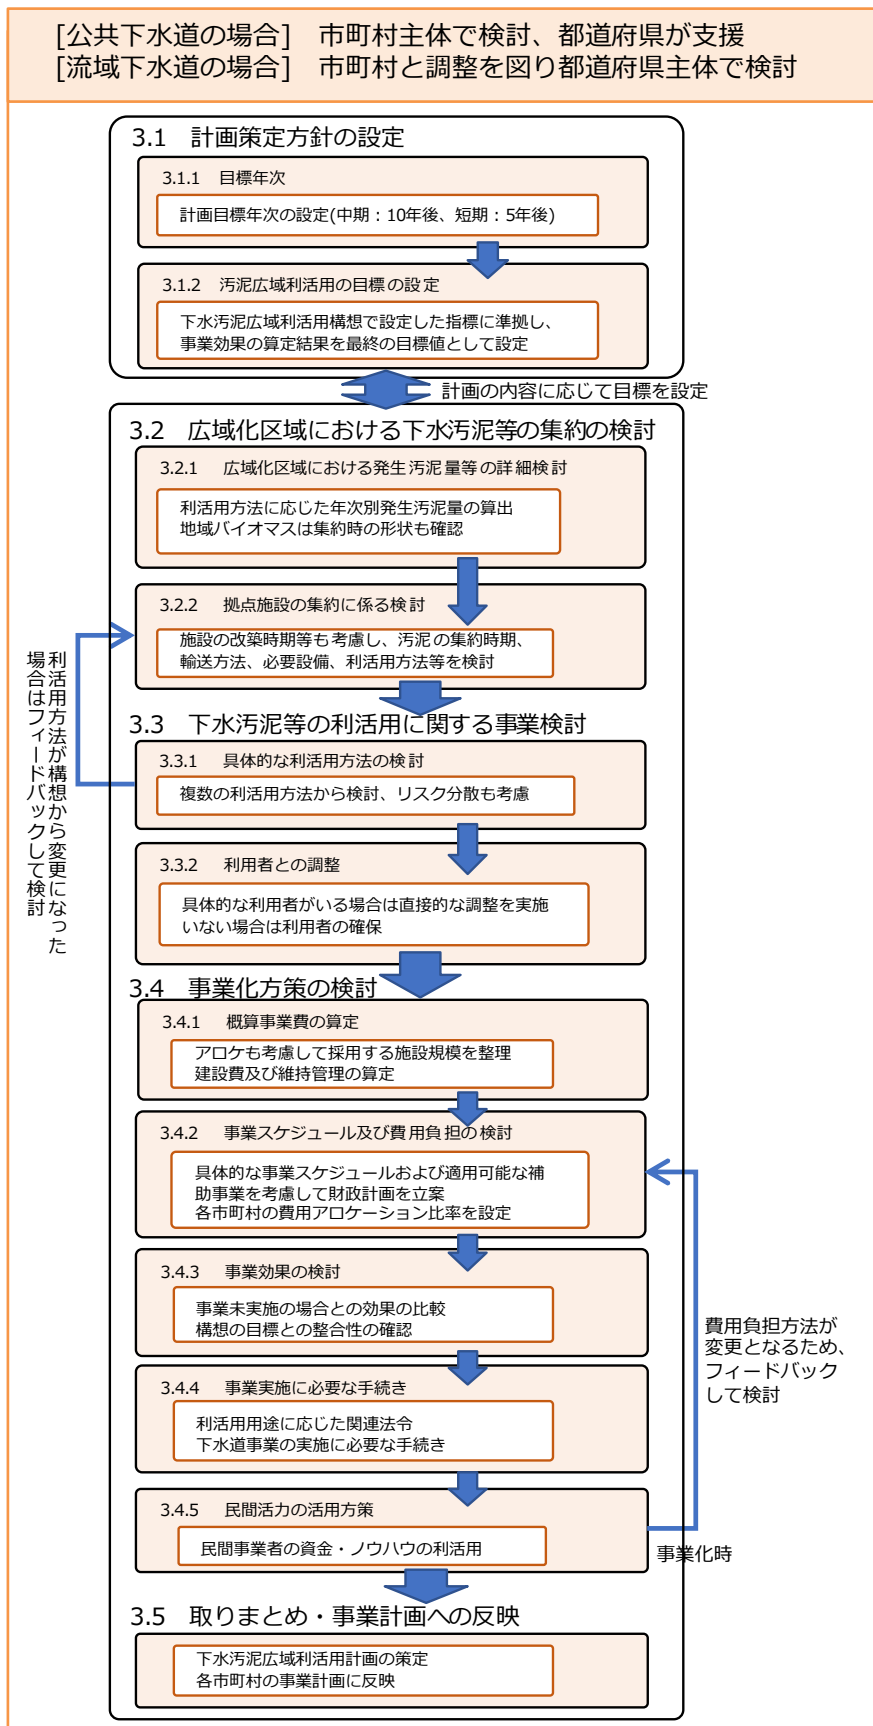 [公共下水道の場合]　市町村主体で検討、都道府県が支援
[流域下水道の場合]　市町村と調整を図り都道府県主体で検討
3.1　計画策定方針の設定
3.1.1　目標年次
計画目標年次の設定(中期：10年後、短期：5年後)
3.1.2　汚泥広域利活用の目標の設定
下水汚泥広域利活用構想で設定した指標に準拠し、
事業効果の算定結果を最終の目標値として設定
計画の内容に応じて目標を設定
3.2　広域化区域における下水汚泥等の集約の検討
3.2.1　広域化区域における発生汚泥量等の詳細検討
利活用方法に応じた年次別発生汚泥量の算出
地域バイオマスは集約時の形状も確認
3.2.2　拠点施設の集約に係る検討
施設の改築時期等も考慮し、汚泥の集約時期、
輸送方法、必要設備、利活用方法等を検討
利活用方法が構想から変更になった
場合はフィードバックして検討
3.3　下水汚泥等の利活用に関する事業検討
3.3.1　具体的な利活用方法の検討
複数の利活用方法から検討、リスク分散も考慮
3.3.2　利用者との調整
具体的な利用者がいる場合は直接的な調整を実施
いない場合は利用者の確保
3.4　事業化方策の検討
3.4.1　概算事業費の算定
アロケも考慮して採用する施設規模を整理
建設費及び維持管理の算定
3.4.2　事業スケジュール及び費用負担の検討
具体的な事業スケジュールおよび適用可能な補
助事業を考慮して財政計画を立案
各市町村の費用アロケーション比率を設定
3.4.3　事業効果の検討
事業未実施の場合との効果の比較
構想の目標との整合性の確認
費用負担方法が
変更となるため、
フィードバック
して検討
3.4.4　事業実施に必要な手続き
利活用用途に応じた関連法令
下水道事業の実施に必要な手続き
3.4.5　民間活力の活用方策
民間事業者の資金・ノウハウの利活用
事業化時
3.5　取りまとめ・事業計画への反映
下水汚泥広域利活用計画の策定
各市町村の事業計画に反映